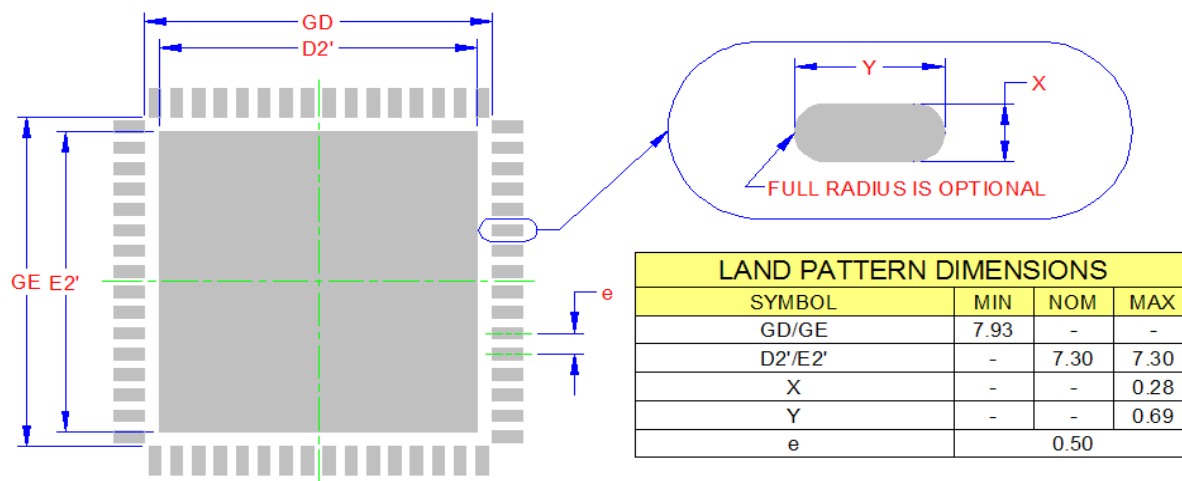 GD
D2'
GE
E2'
e
Y
X
FULL RADIUS IS OPTIONAL
LAND PATTERN DIMENSIONS
SYMBOL MIN NOM MAX
GD/GE 7.93 - -
D2'/E2' - 7.30 7.30
X - - 0.28
Y - - 0.69
e 0.50